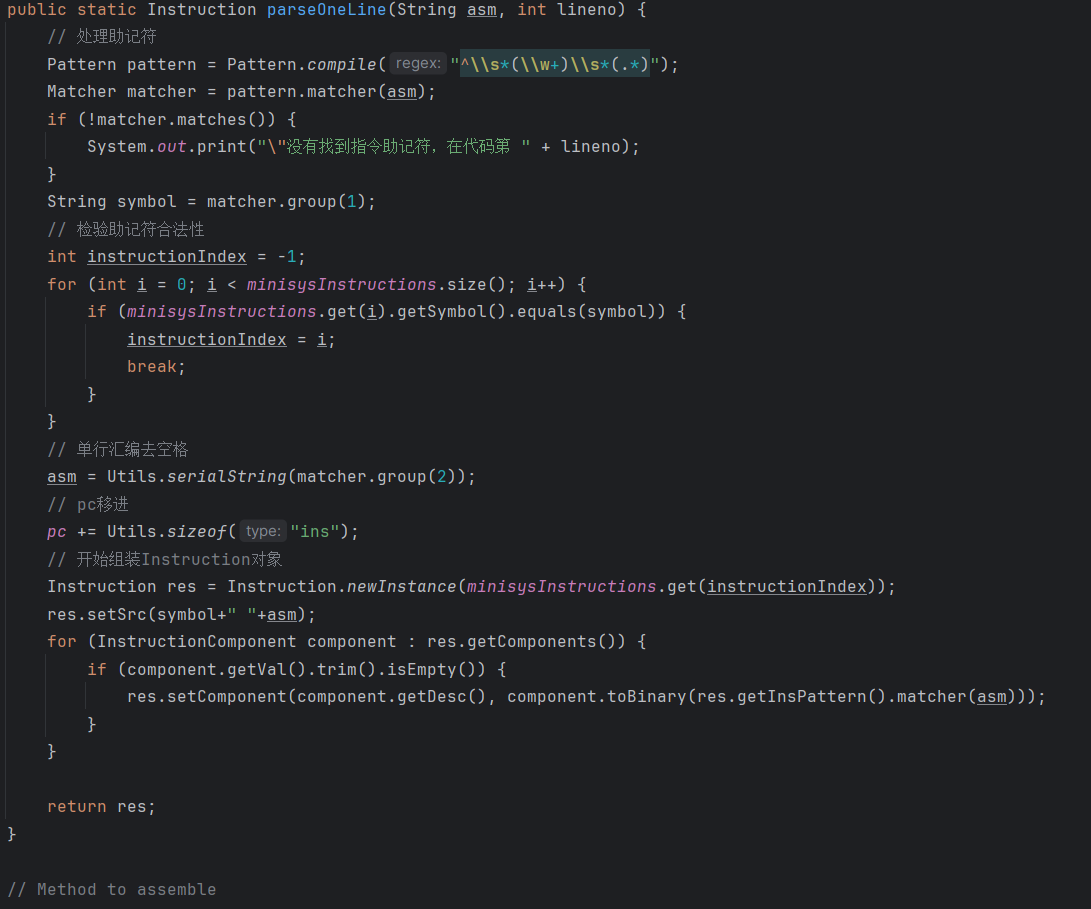 public static Instruction parseOneLine(String asm, int lineno) {
    // 处理助记符
    Pattern pattern = Pattern.compile( regex: "^\\s*(\\w+)\\s*(.*)");
    Matcher matcher = pattern.matcher(asm);
    if (!matcher.matches()) {
        System.out.print("\"没有找到指令助记符，在代码第 " + lineno);
    }
    String symbol = matcher.group(1);
    // 检验助记符合法性
    int instructionIndex = -1;
    for (int i = 0; i < minisysInstructions.size(); i++) {
        if (minisysInstructions.get(i).getSymbol().equals(symbol)) {
            instructionIndex = i;
            break;
        }
    }
    // 单行汇编去空格
    asm = Utils.serialString(matcher.group(2));
    // pc移进
    pc += Utils.sizeof( type: "ins");
    // 开始组装Instruction对象
    Instruction res = Instruction.newInstance(minisysInstructions.get(instructionIndex));
    res.setSrc(symbol+" "+asm);
    for (InstructionComponent component : res.getComponents()) {
        if (component.getVal().trim().isEmpty()) {
            res.setComponent(component.getDesc(), component.toBinary(res.getInsPattern().matcher(asm)));
        }
    }

    return res;
}

// Method to assemble